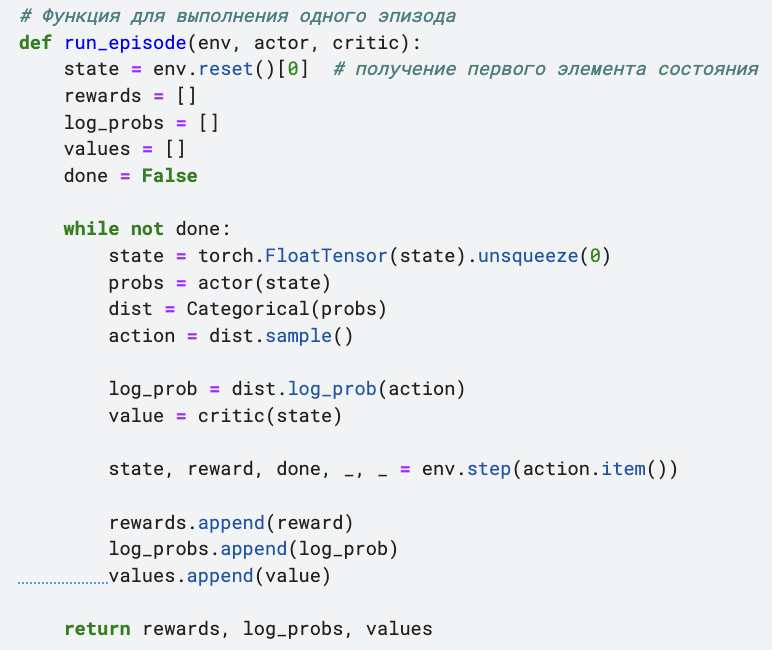 # Функция для выполнения одного эпизода
def run_episode(env, actor, critic):
    state = env.reset()[0]  # получение первого элемента состояния
    rewards = []
    log_probs = []
    values = []
    done = False

    while not done:
        state = torch.FloatTensor(state).unsqueeze(0)
        probs = actor(state)
        dist = Categorical(probs)
        action = dist.sample()

        log_prob = dist.log_prob(action)
        value = critic(state)

        state, reward, done, _, _ = env.step(action.item())

        rewards.append(reward)
        log_probs.append(log_prob)
        values.append(value)

    return rewards, log_probs, values